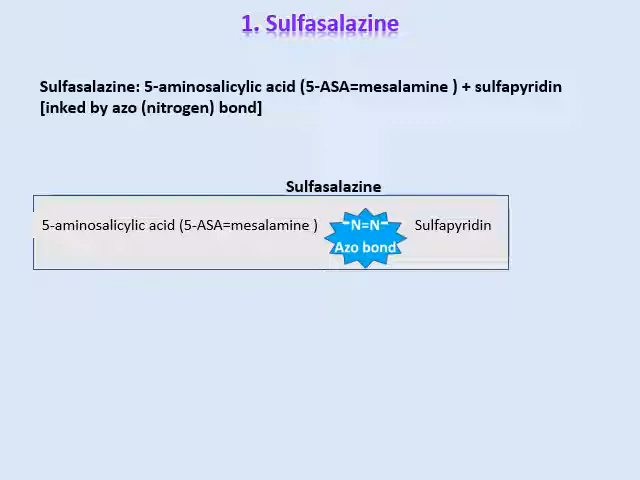 1. Sulfasalazine
Sulfasalazine: 5-aminosalicylic acid (5-ASA=mesalamine ) + sulfapyridin
[inked by azo (nitrogen) bond]
Sulfasalazine
5-aminosalicylic acid (5-ASA=mesalamine )
-N=N-
Azo bond
Sulfapyridin